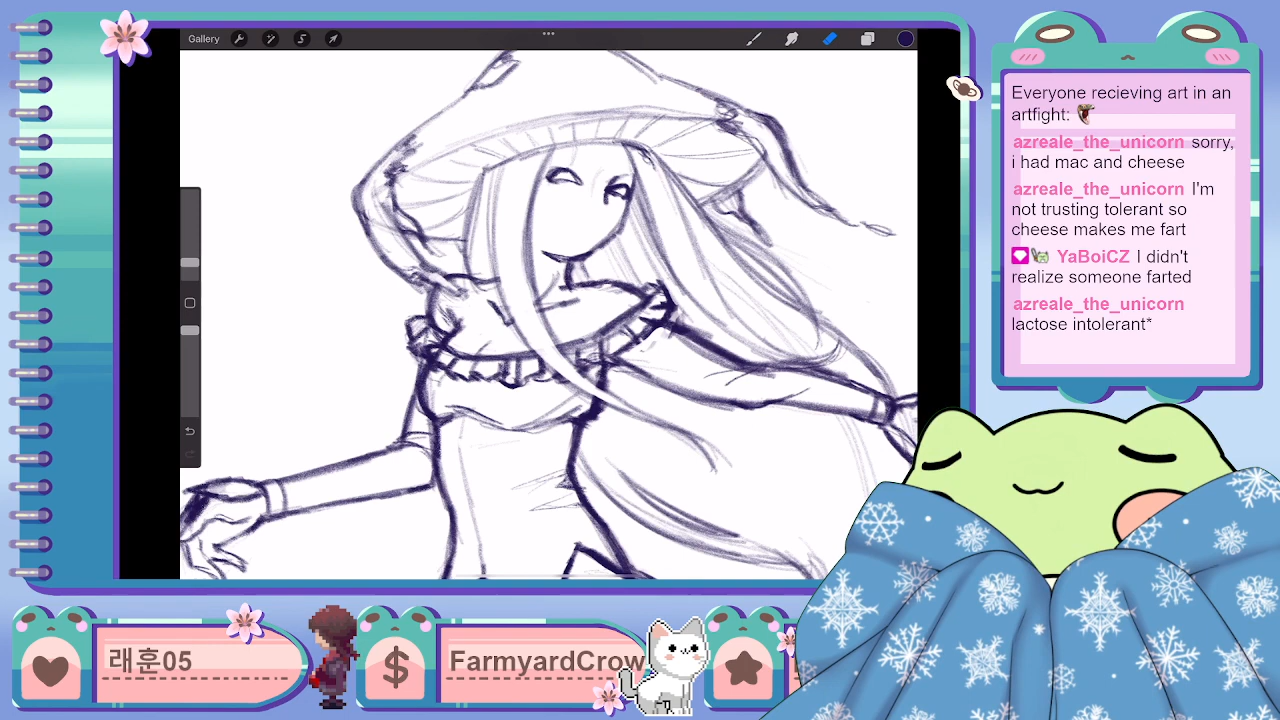 Gallery
Everyone recieving art in an
artfight:
azreale_the_unicorn sorry,
i had mac and cheese
azreale_the_unicorn I'm
not trusting tolerant so
cheese makes me fart
YaBoiCZ I didn't
realize someone farted
azreale_the_unicorn
lactose intolerant*
래훈05
$ FarmyardCrow